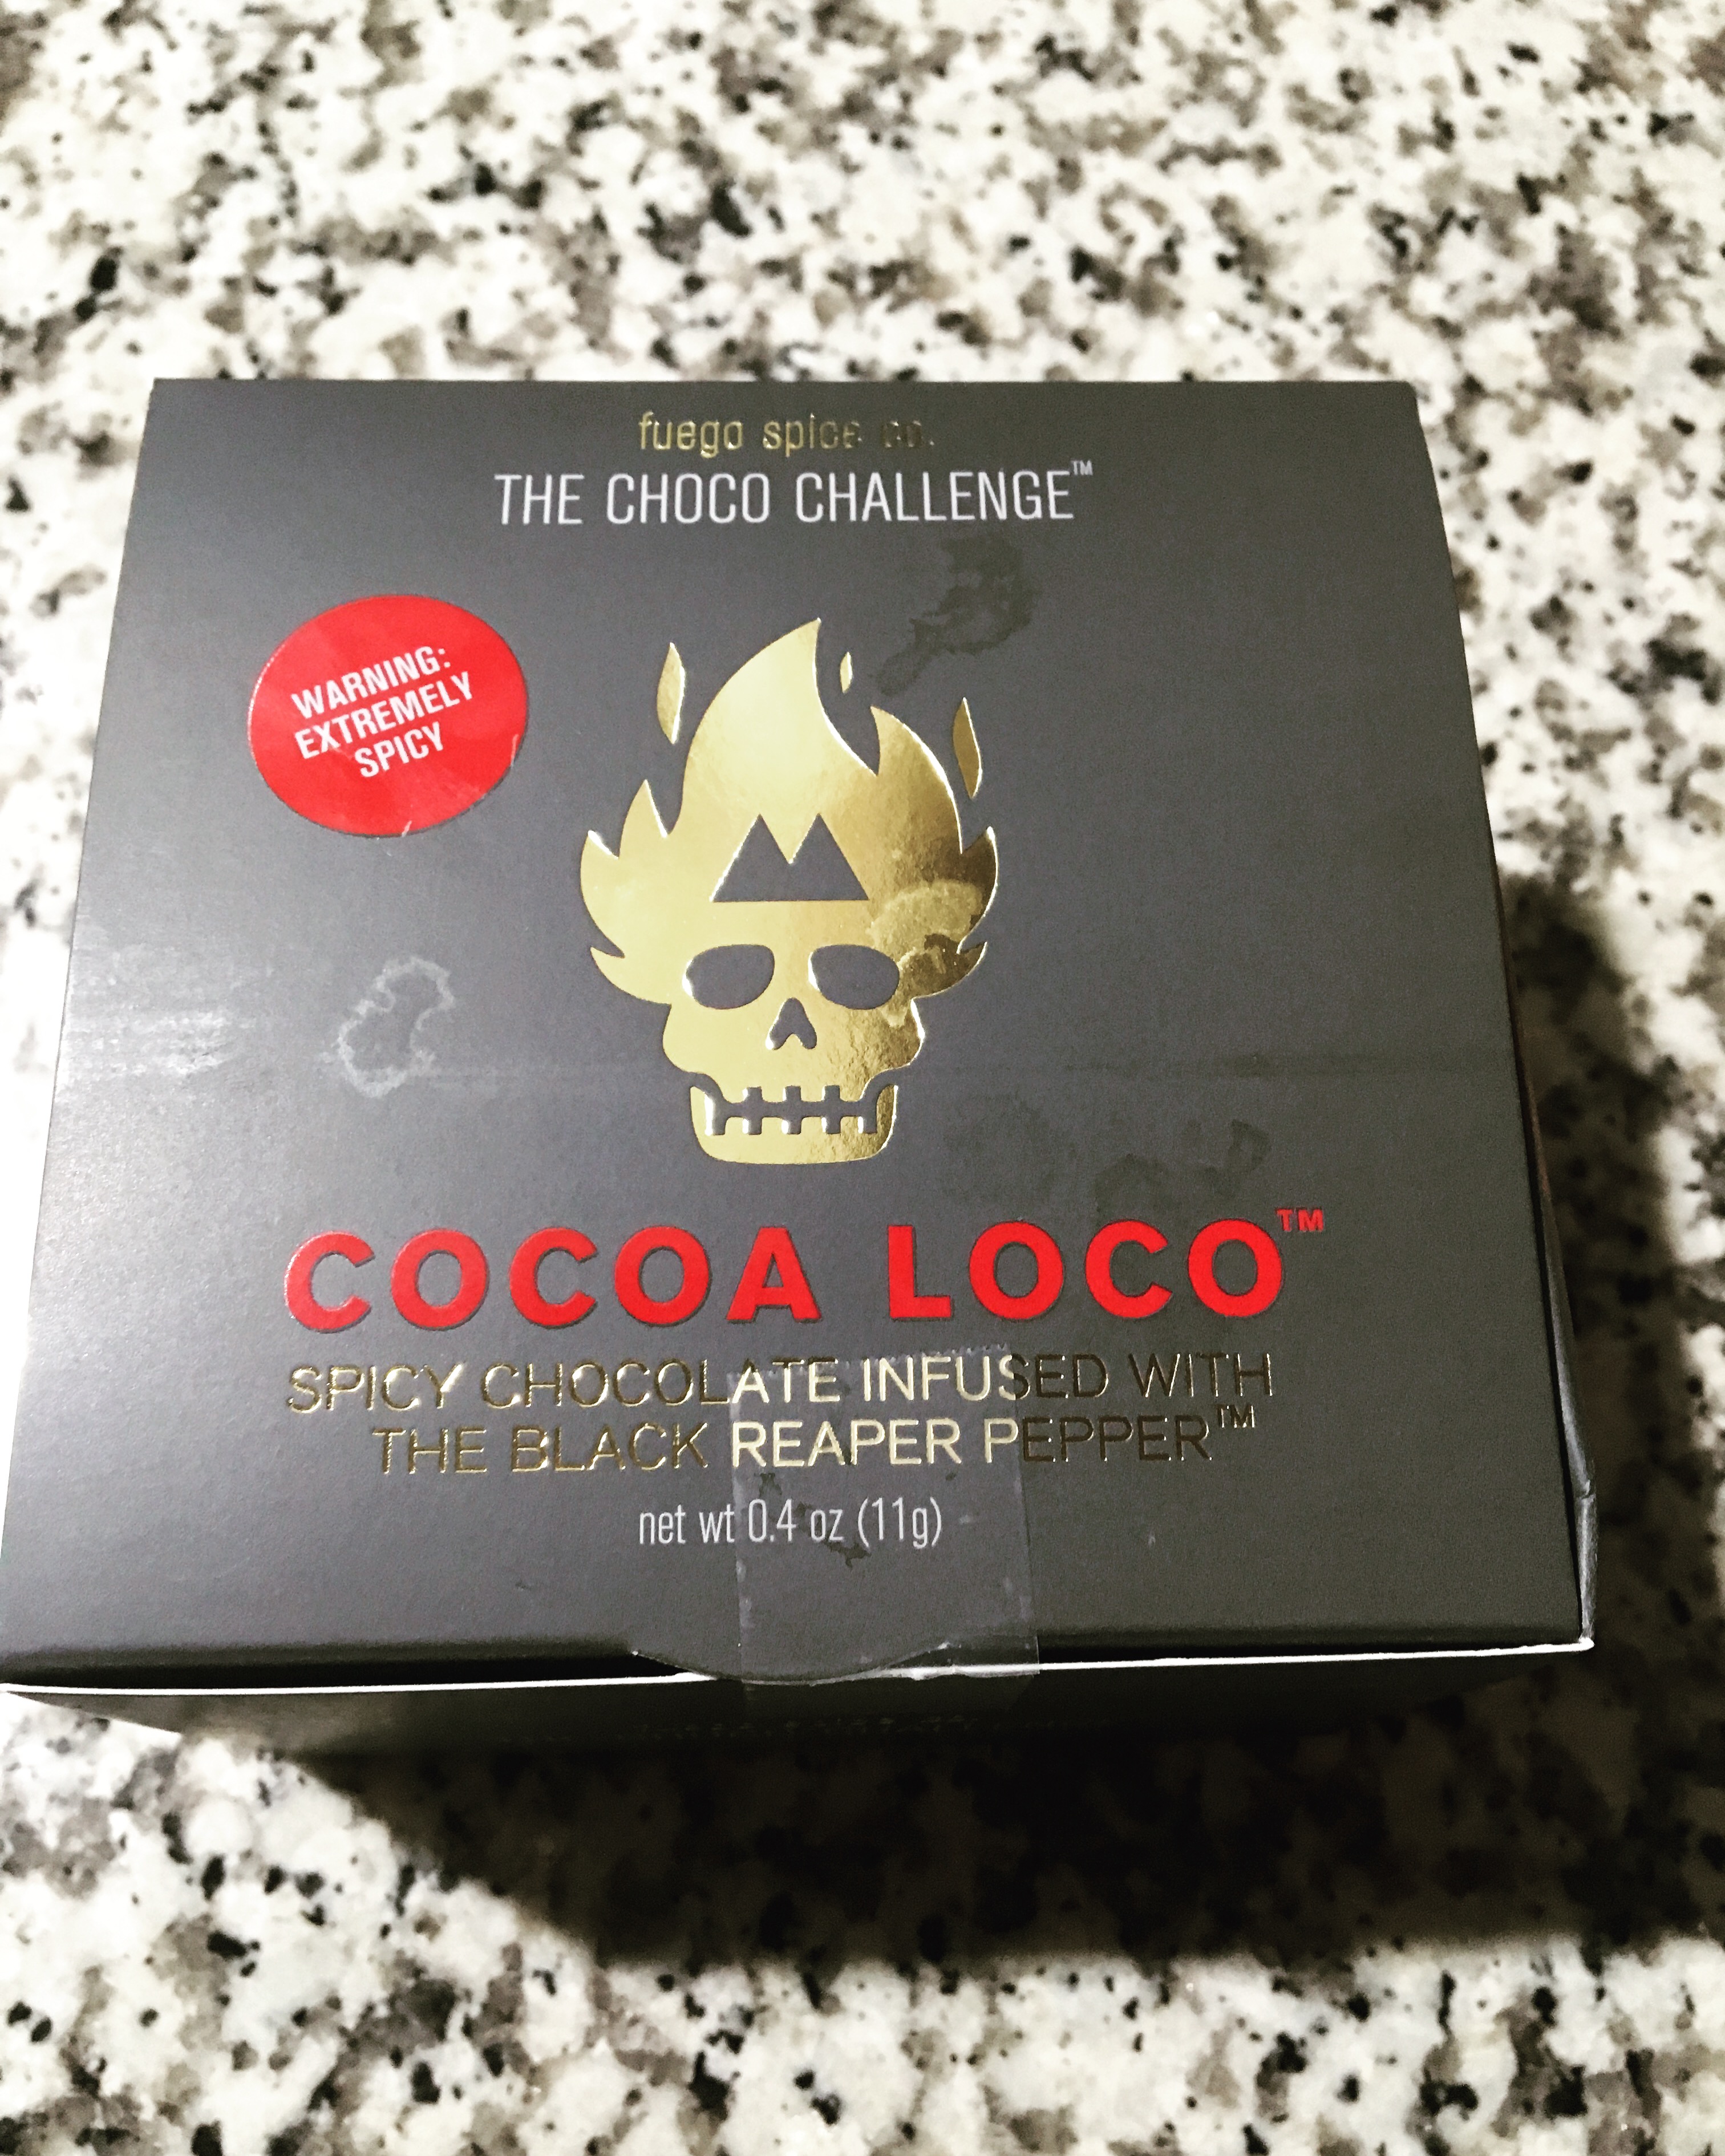 fuego spice co.
THE CHOCO CHALLENGE™
WARNING:
EXTREMELY
SPICY
COCOA LOCO™
SPICY CHOCOLATE INFUSED WITH
THE BLACK REAPER PEPPER™
net wt 0.4 oz (11g)